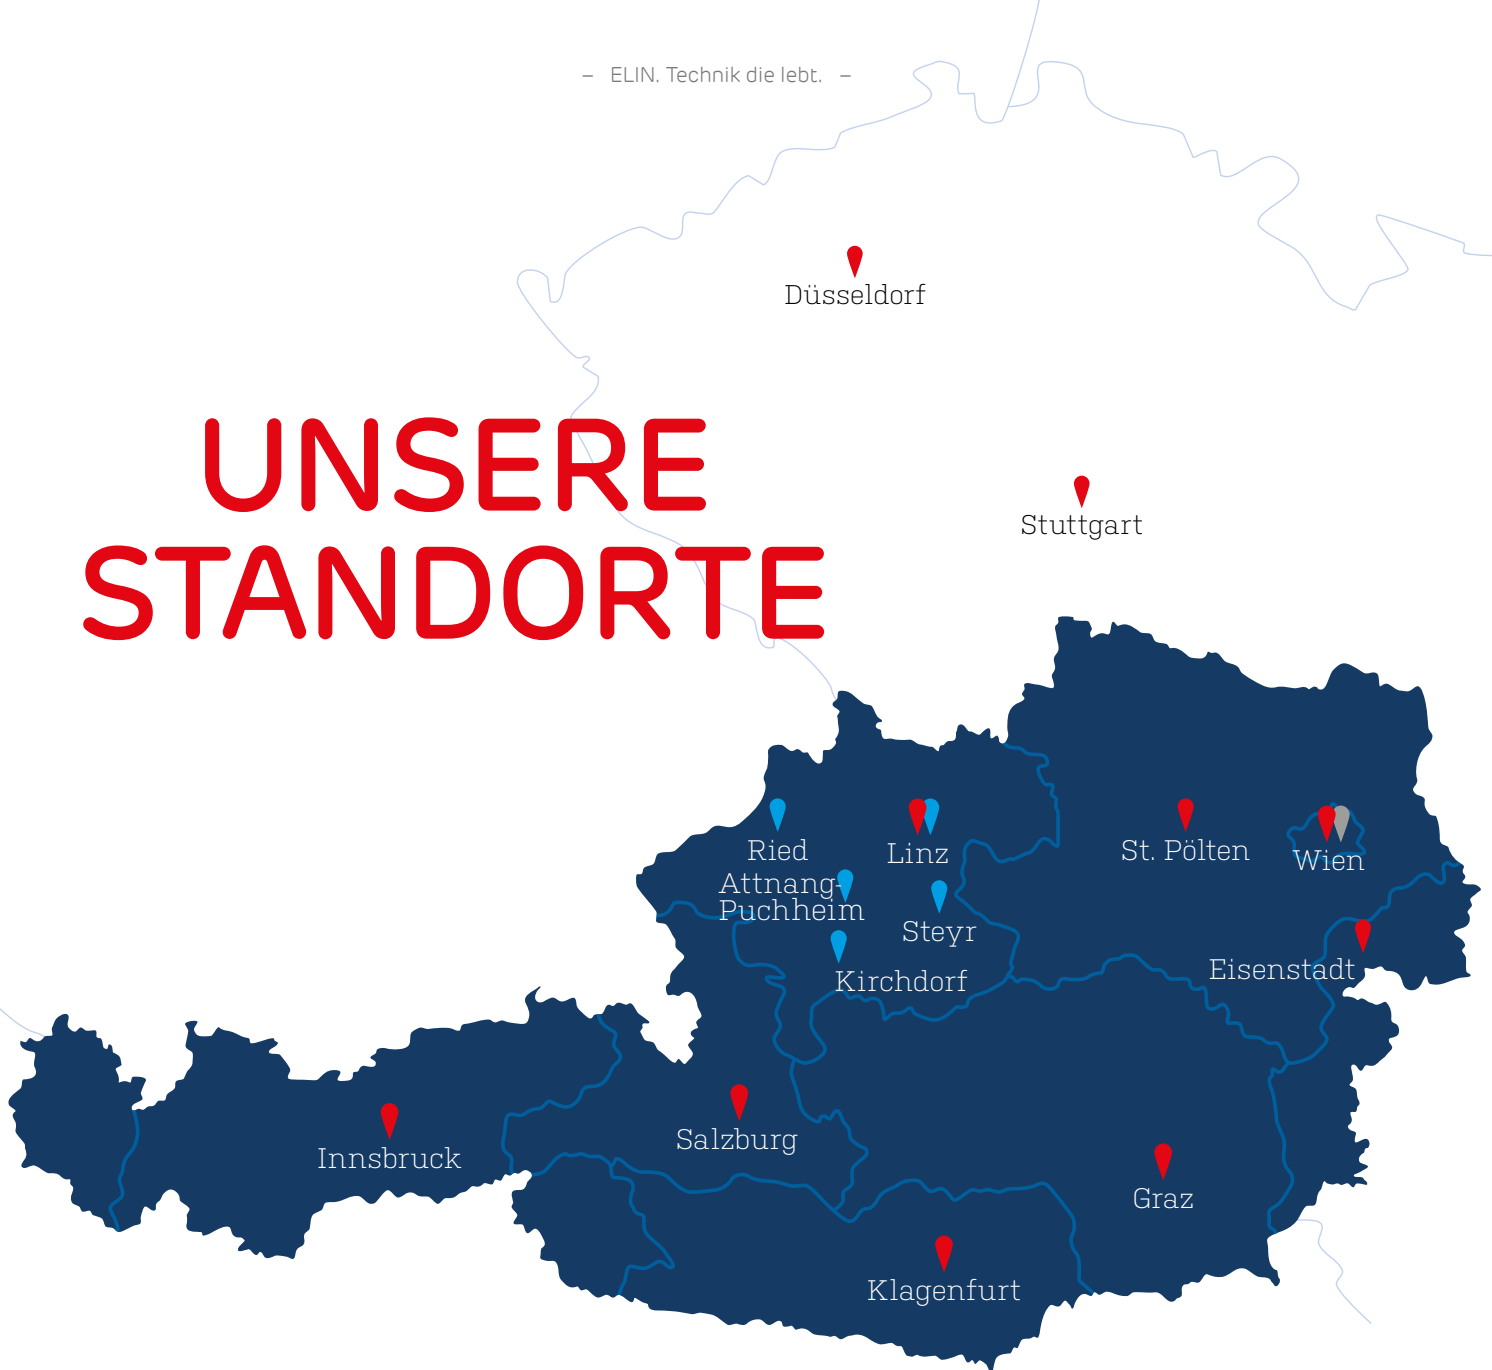 – ELIN. Technik die lebt. –
Düsseldorf
UNSERE
STANDORTE
Stuttgart
Ried
Linz
St. Pölten
Wien
Attnang-
Puchheim
Steyr
Kirchdorf
Eisenstadt
Salzburg
Innsbruck
Graz
Klagenfurt